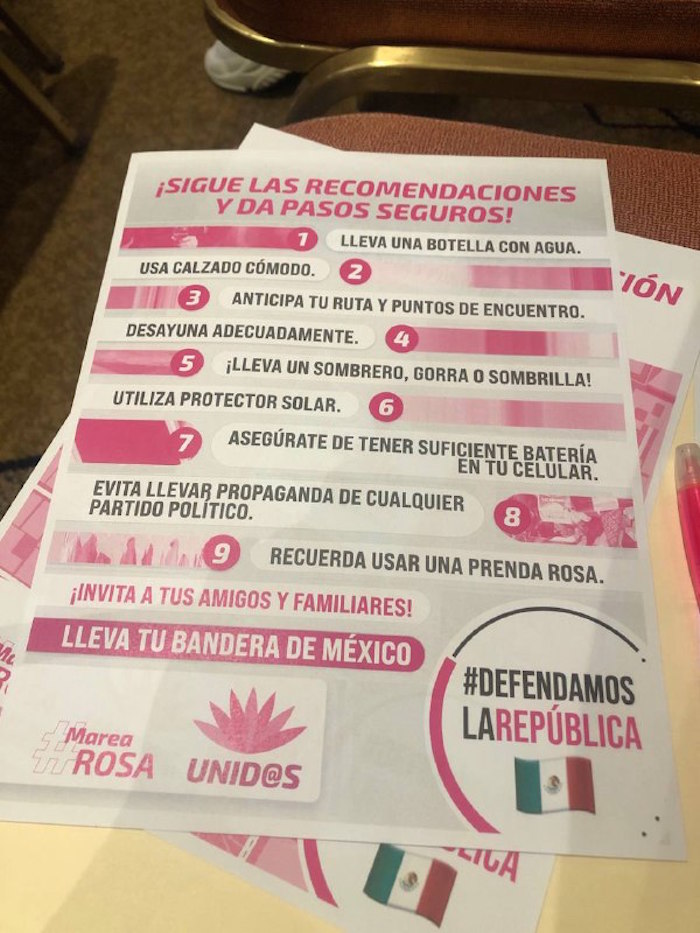 ¡SIGUE LAS RECOMENDACIONES
Y DA PASOS SEGUROS!
1 LLEVA UNA BOTELLA CON AGUA.
USA CALZADO CÓMODO. 2
3 ANTICIPA TU RUTA Y PUNTOS DE ENCUENTRO.
DESAYUNA ADECUADAMENTE. 4
5 ¡LLEVA UN SOMBRERO, GORRA O SOMBRILLA!
UTILIZA PROTECTOR SOLAR. 6
7 ASEGÚRATE DE TENER SUFICIENTE BATERÍA
EN TU CELULAR.
EVITA LLEVAR PROPAGANDA DE CUALQUIER
PARTIDO POLÍTICO. 8
9 RECUERDA USAR UNA PRENDA ROSA.
¡INVITA A TUS AMIGOS Y FAMILIARES!
LLEVA TU BANDERA DE MÉXICO
#Marea
ROSA
UNID@S
#DEFENDAMOS
LAREPÚBLICA